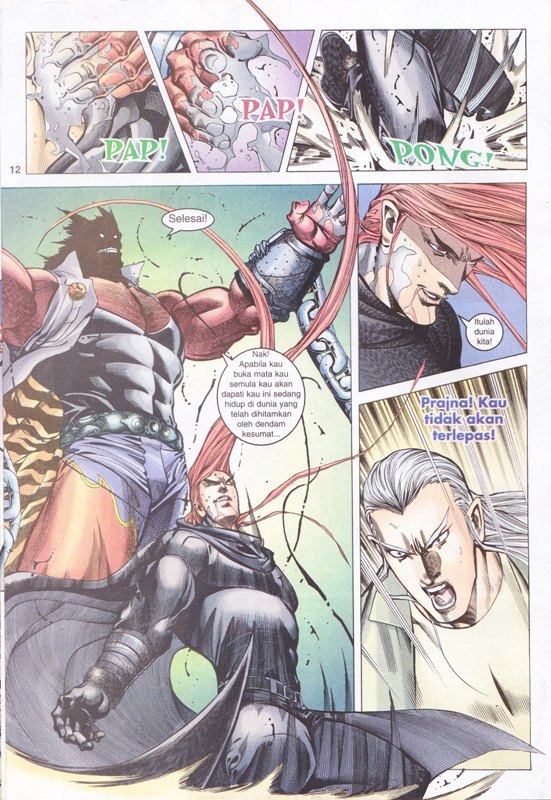 PAP!
PAP!
PONG!
12
Selesai!
Itulah
dunia
kita!
Nak!
Apabila kau
buka mata kau
semula kau akan
dapati kau ini sedang
hidup di dunia yang
telah dihitamkan
oleh dendam
kesumat...
Prajna! Kau
tidak akan
terlepas!